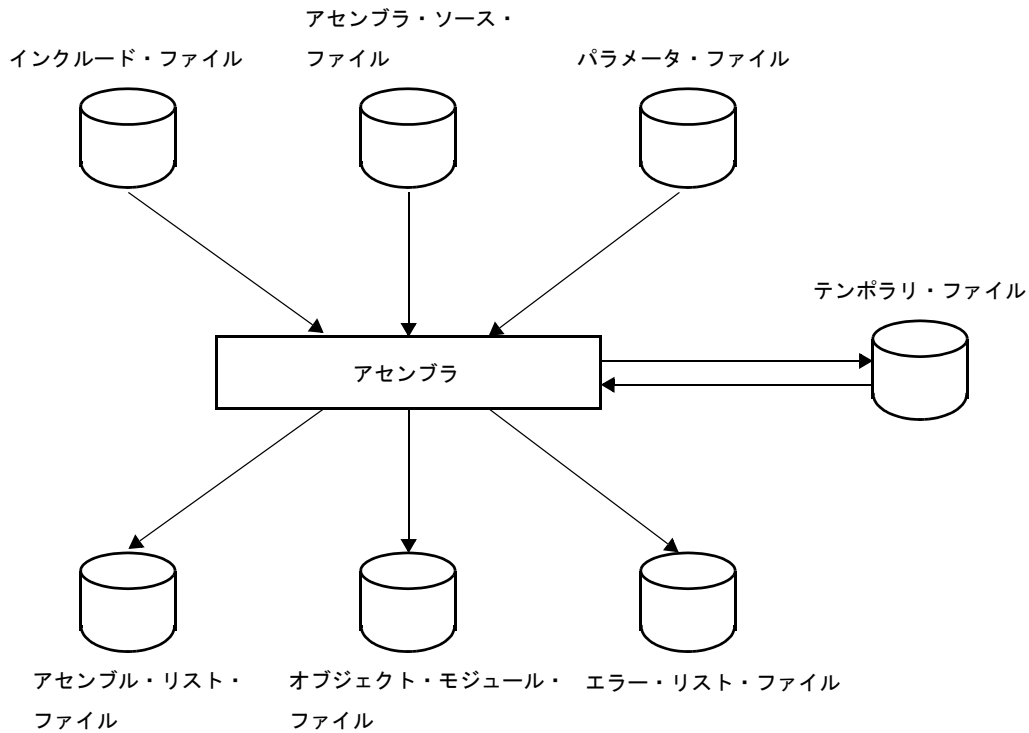 インクルード・ファイル
アセンブラ・ソース・
ファイル
パラメータ・ファイル
テンポラリ・ファイル
アセンブラ
アセンブル・リスト・
ファイル
オブジェクト・モジュール・
ファイル
エラー・リスト・ファイル